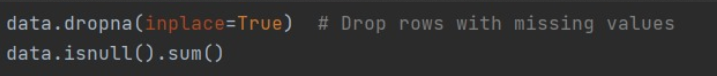 data.dropna(inplace=True)  # Drop rows with missing values
data.isnull().sum()